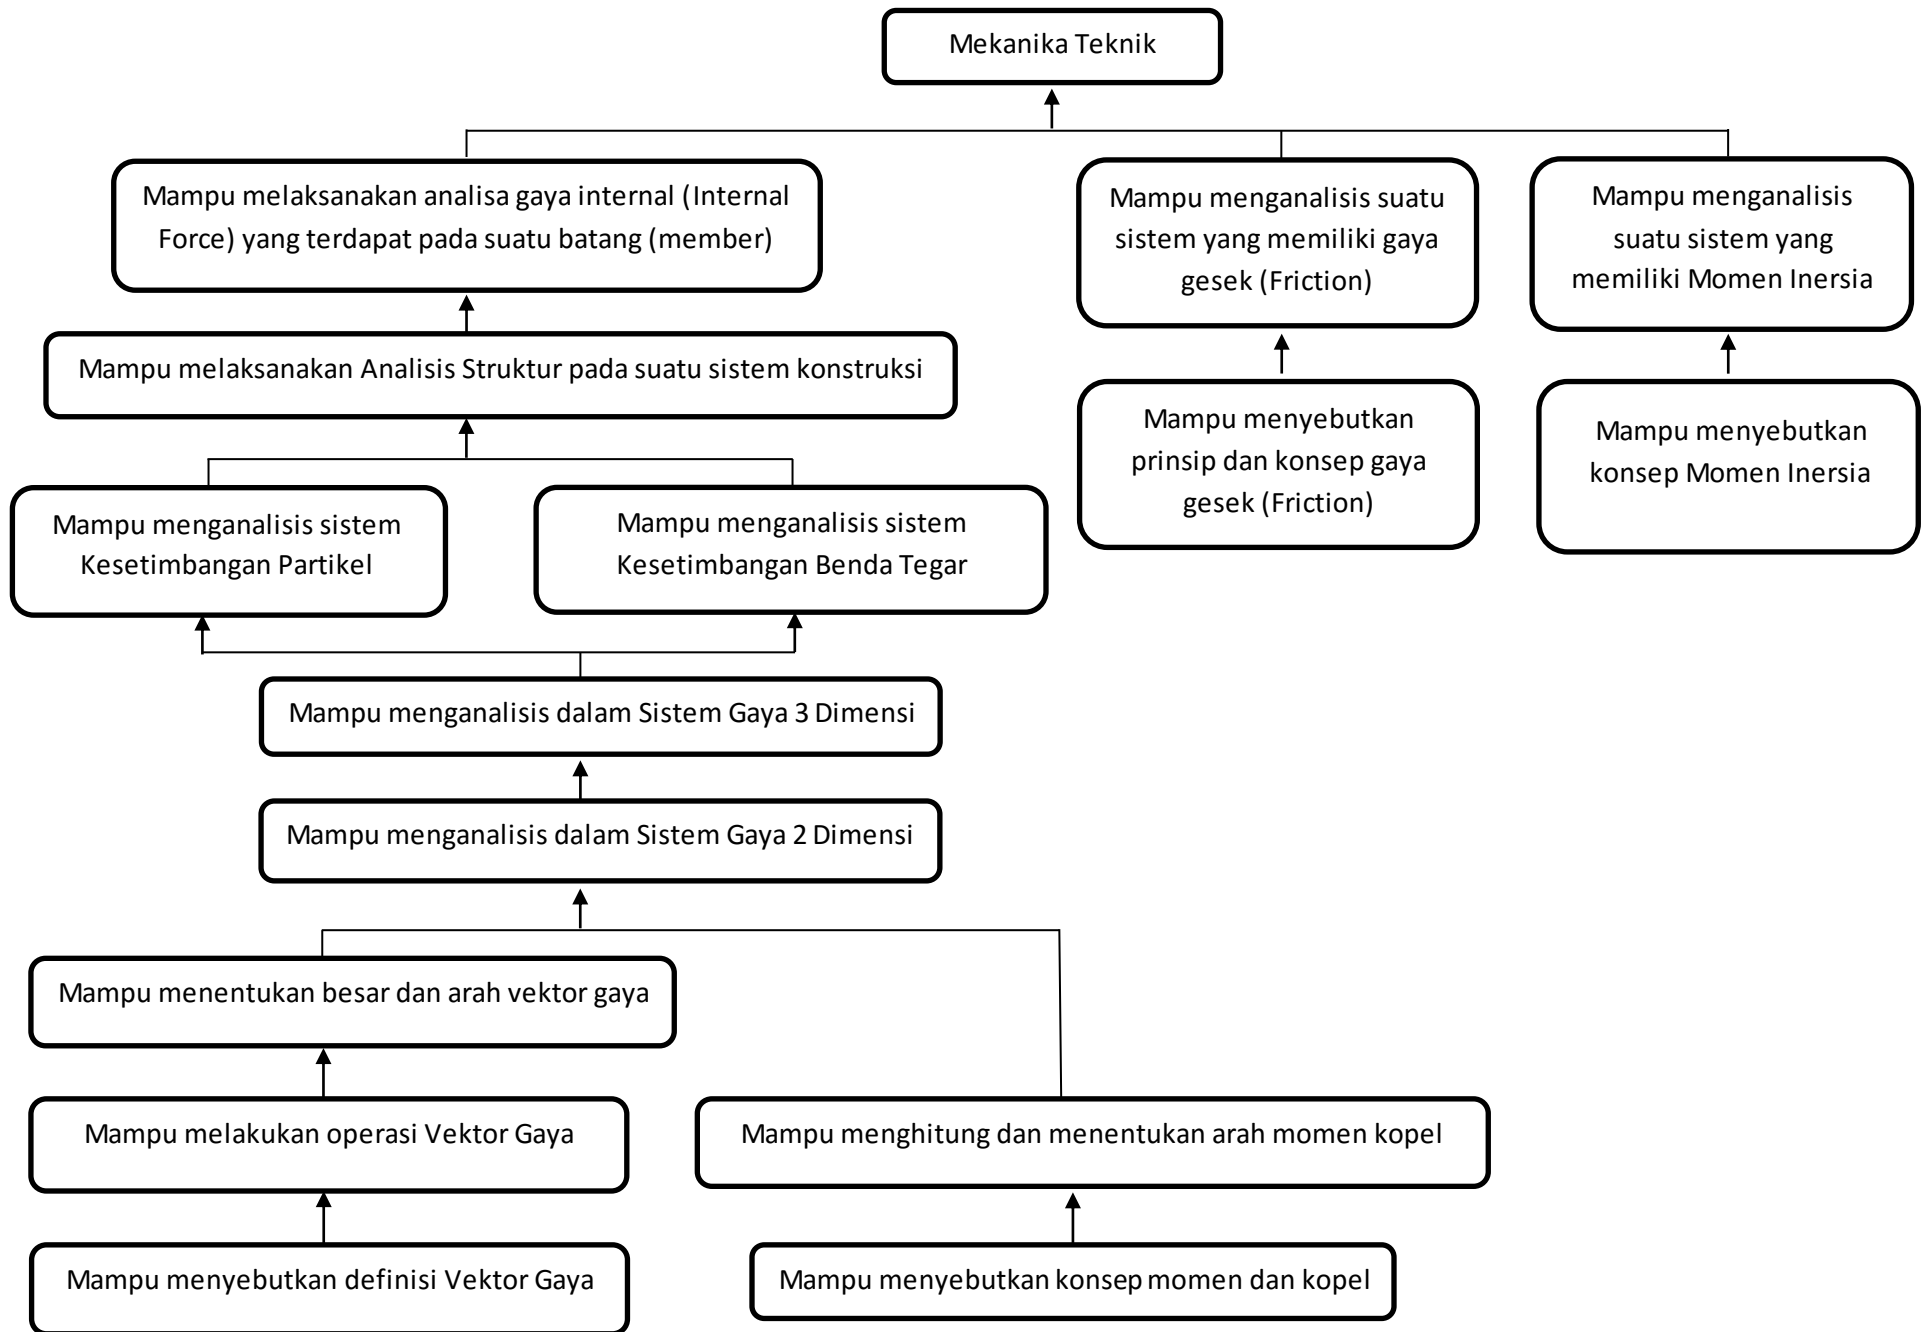 Mekanika Teknik
Mampu melaksanakan analisa gaya internal (Internal
Force) yang terdapat pada suatu batang (member)
Mampu menganalisis suatu
sistem yang memiliki gaya
gesek (Friction)
Mampu menganalisis
suatu sistem yang
memiliki Momen Inersia
Mampu melaksanakan Analisis Struktur pada suatu sistem konstruksi
Mampu menyebutkan
prinsip dan konsep gaya
gesek (Friction)
Mampu menyebutkan
konsep Momen Inersia
Mampu menganalisis sistem
Kesetimbangan Partikel
Mampu menganalisis sistem
Kesetimbangan Benda Tegar
Mampu menganalisis dalam Sistem Gaya 3 Dimensi
Mampu menganalisis dalam Sistem Gaya 2 Dimensi
Mampu menentukan besar dan arah vektor gaya
Mampu melakukan operasi Vektor Gaya
Mampu menghitung dan menentukan arah momen kopel
Mampu menyebutkan definisi Vektor Gaya
Mampu menyebutkan konsep momen dan kopel